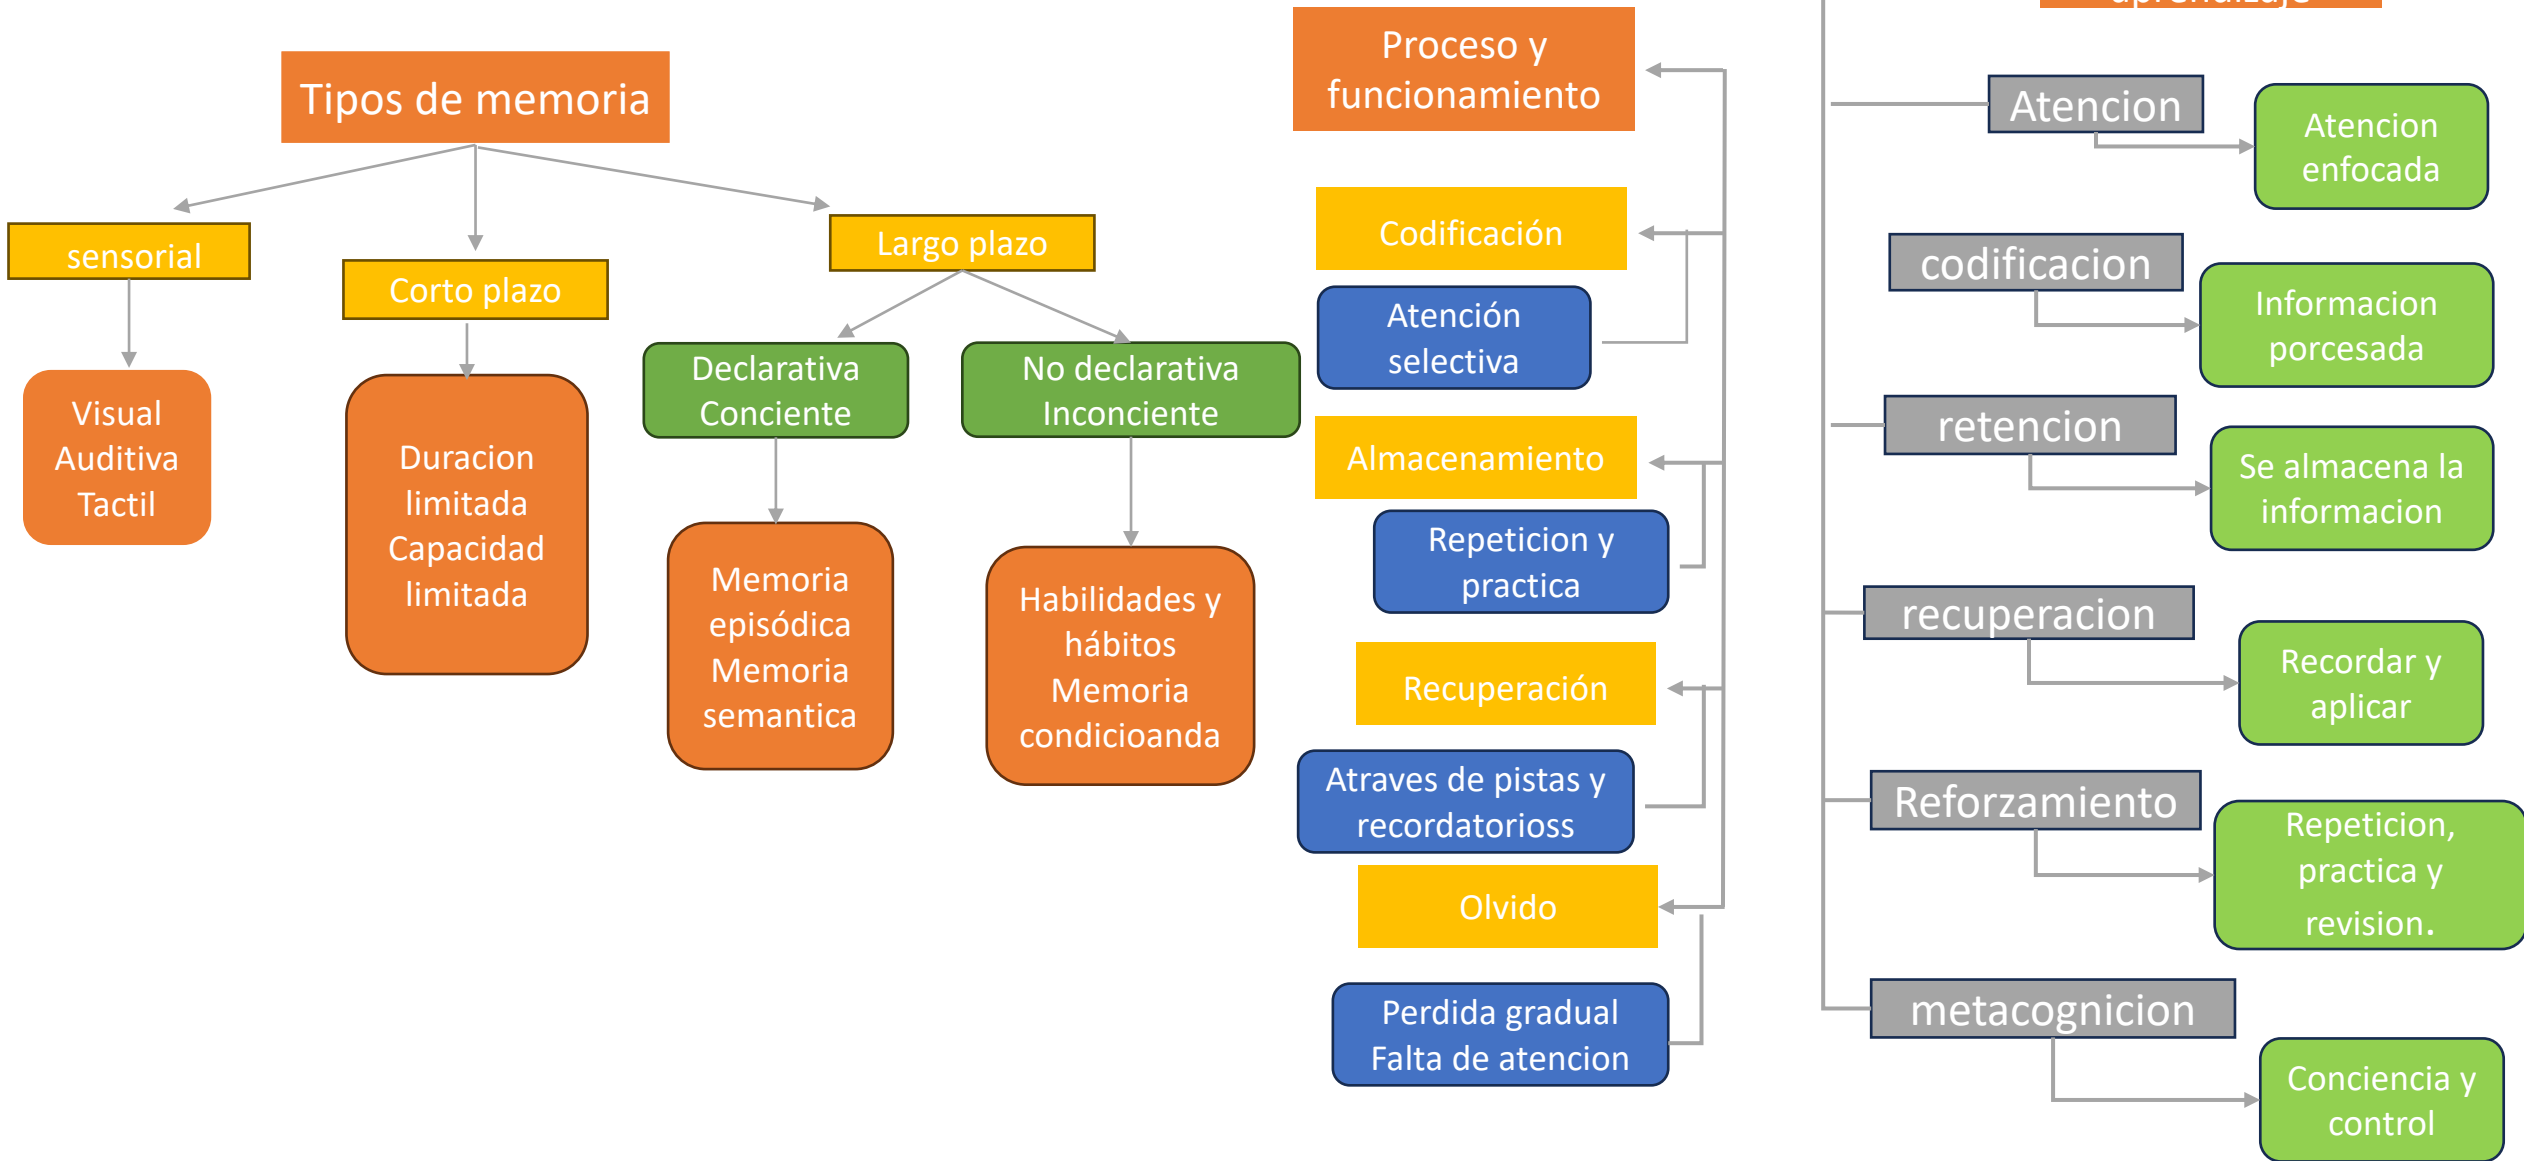 Tipos de memoria
sensorial
Visual
Auditiva
Tactil
Corto plazo
Duracion
limitada
Capacidad
limitada
Largo plazo
Declarativa
Conciente
Memoria
episódica
Memoria
semantica
No declarativa
Inconciente
Habilidades y
hábitos
Memoria
condicioanda
Proceso y
funcionamiento
Codificación
Atención
selectiva
Almacenamiento
Repeticion y
practica
Recuperación
Atraves de pistas y
recordatorioss
Olvido
Perdida gradual
Falta de atencion
aprendizaje
Atencion
Atencion
enfocada
codificacion
Informacion
porcesada
retencion
Se almacena la
informacion
recuperacion
Recordar y
aplicar
Reforzamiento
Repeticion,
practica y
revision.
metacognicion
Conciencia y
control